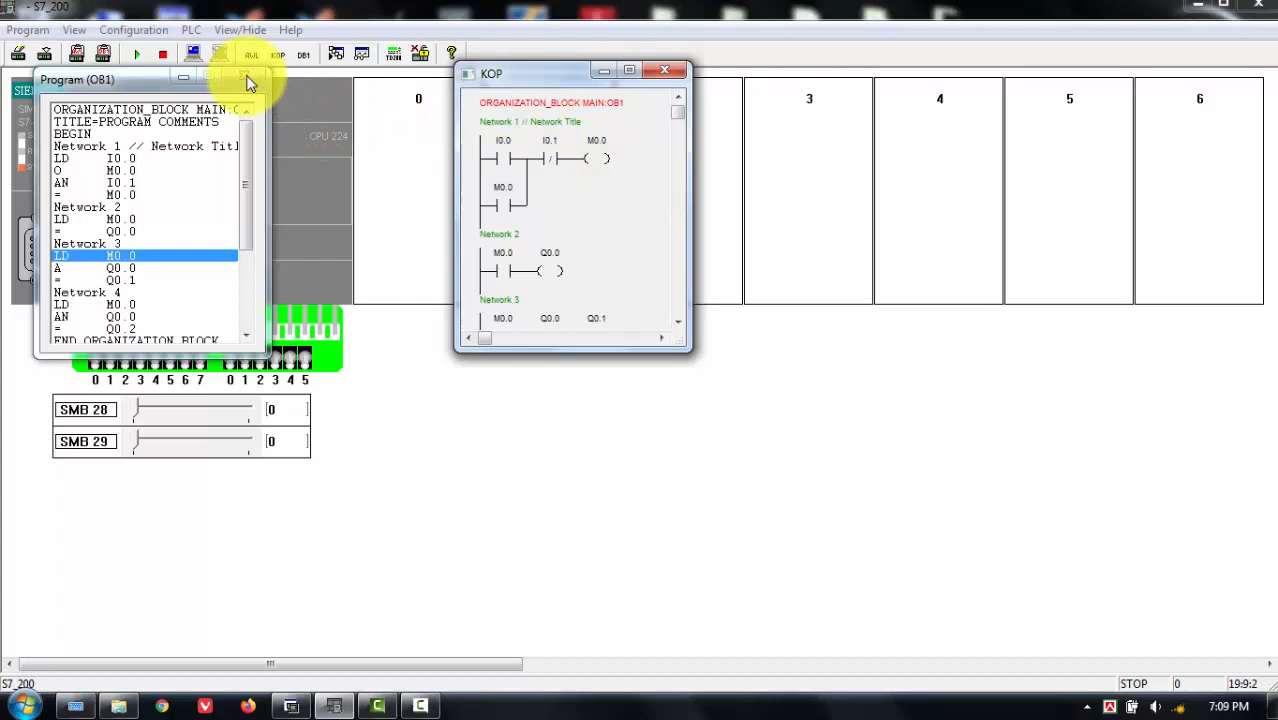 - S7_200
Program View Configuration PLC View/Hide Help
AWL KOP DB1
Program (OB1)
ORGANIZATION_BLOCK MAIN:
TITLE=PROGRAM COMMENTS
BEGIN
Network 1 // Network Titl
LD I0.0
O M0.0
AN I0.1
= M0.0
Network 2
LD M0.0
= Q0.0
Network 3
LD M0.0
A Q0.0
= Q0.1
Network 4
LD M0.0
AN Q0.0
= Q0.2
END_ORGANIZATION_BLOCK
CPU 224
KOP
ORGANIZATION_BLOCK MAIN:OB1
Network 1 // Network Title
I0.0 I0.1 M0.0
M0.0
Network 2
M0.0 Q0.0
Network 3
M0.0 Q0.0 Q0.1
0 3 4 5 6
0 1 2 3 4 5 6 7 0 1 2 3 4 5
SMB 28 [0 ]
SMB 29 [0 ]
S7_200 STOP 0 19:9:2
7:09 PM